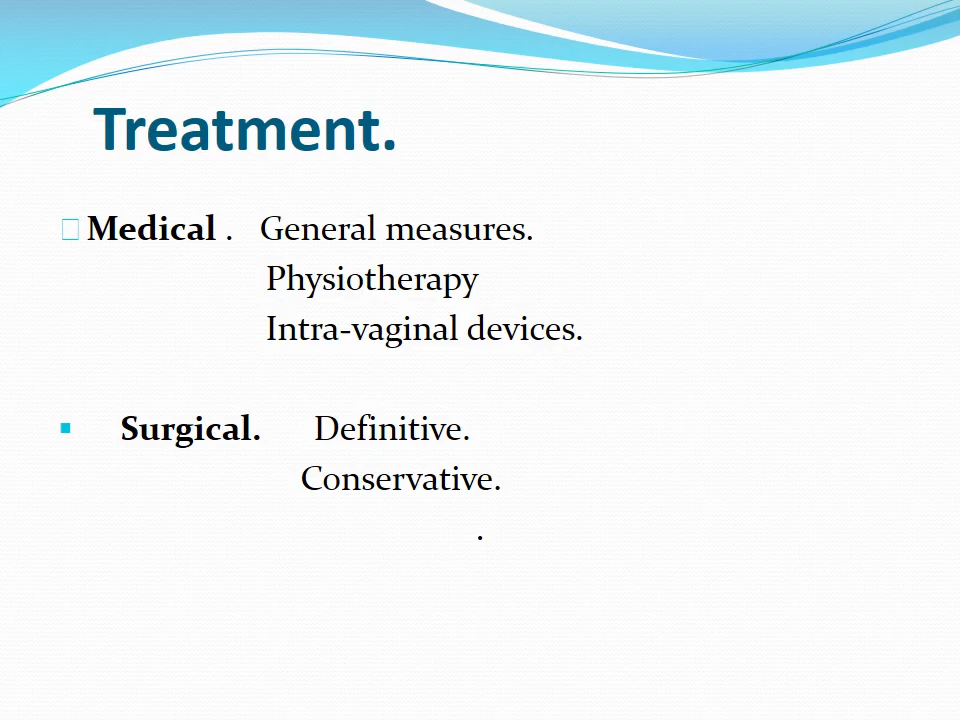 Treatment.
Medical . General measures.
Physiotherapy
Intra-vaginal devices.
Surgical. Definitive.
Conservative.
.